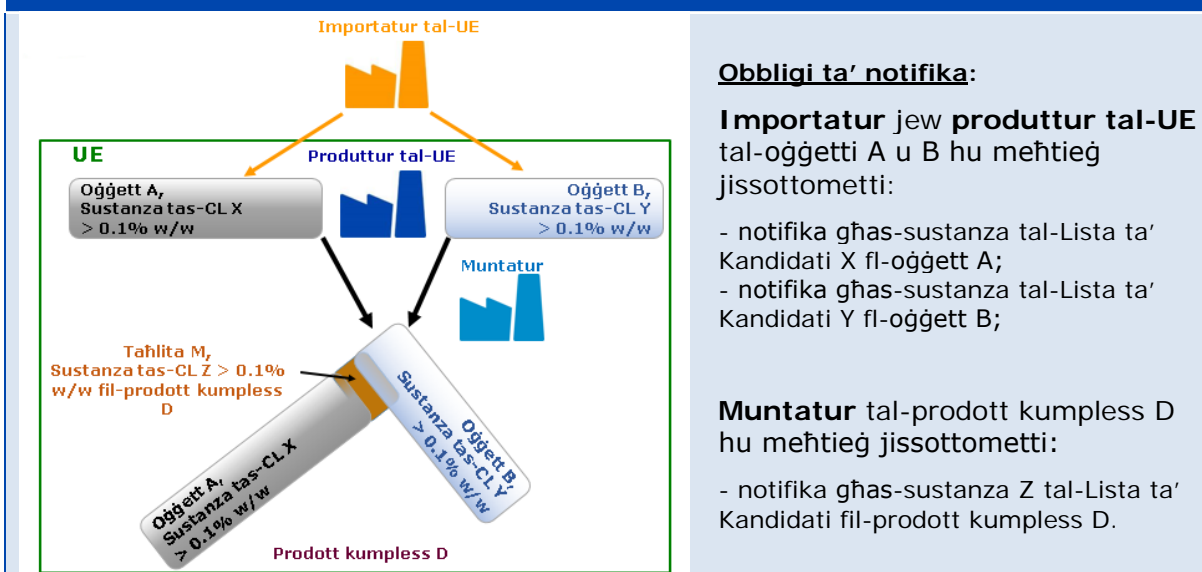 Importatur tal-UE
UE
Produttur tal-UE
Oġġett A,
Sustanza tas-CL X
> 0.1% w/w
Oġġett B,
Sustanza tas-CL Y
> 0.1% w/w
Muntatur
Taħlita M,
Sustanza tas-CL Z > 0.1%
w/w fil-prodott kumpless
D
Oġġett A,
Sustanza tas-CL X
> 0.1% w/w
Oġġett B,
Sustanza tas-CL Y
> 0.1% w/w
Prodott kumpless D
Obbligi ta’ notifika:
Importatur jew produttur tal-UE
tal-oġġetti A u B hu meħtieġ
jissottometti:
- notifika għas-sustanza tal-Lista ta’
Kandidati X fl-oġġett A;
- notifika għas-sustanza tal-Lista ta’
Kandidati Y fl-oġġett B;
Muntatur tal-prodott kumpless D
hu meħtieġ jissottometti:
- notifika għas-sustanza Z tal-Lista ta’
Kandidati fil-prodott kumpless D.